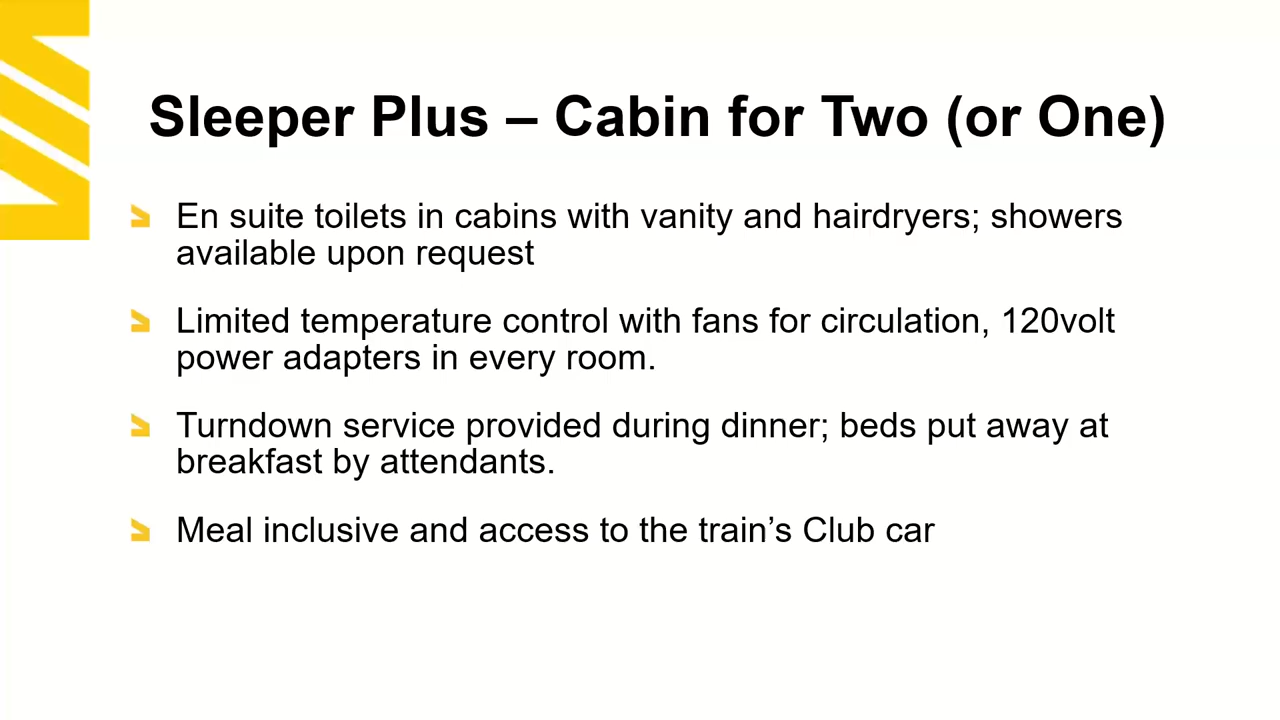 Sleeper Plus – Cabin for Two (or One)
En suite toilets in cabins with vanity and hairdryers; showers
available upon request
Limited temperature control with fans for circulation, 120volt
power adapters in every room.
Turndown service provided during dinner; beds put away at
breakfast by attendants.
Meal inclusive and access to the train’s Club car